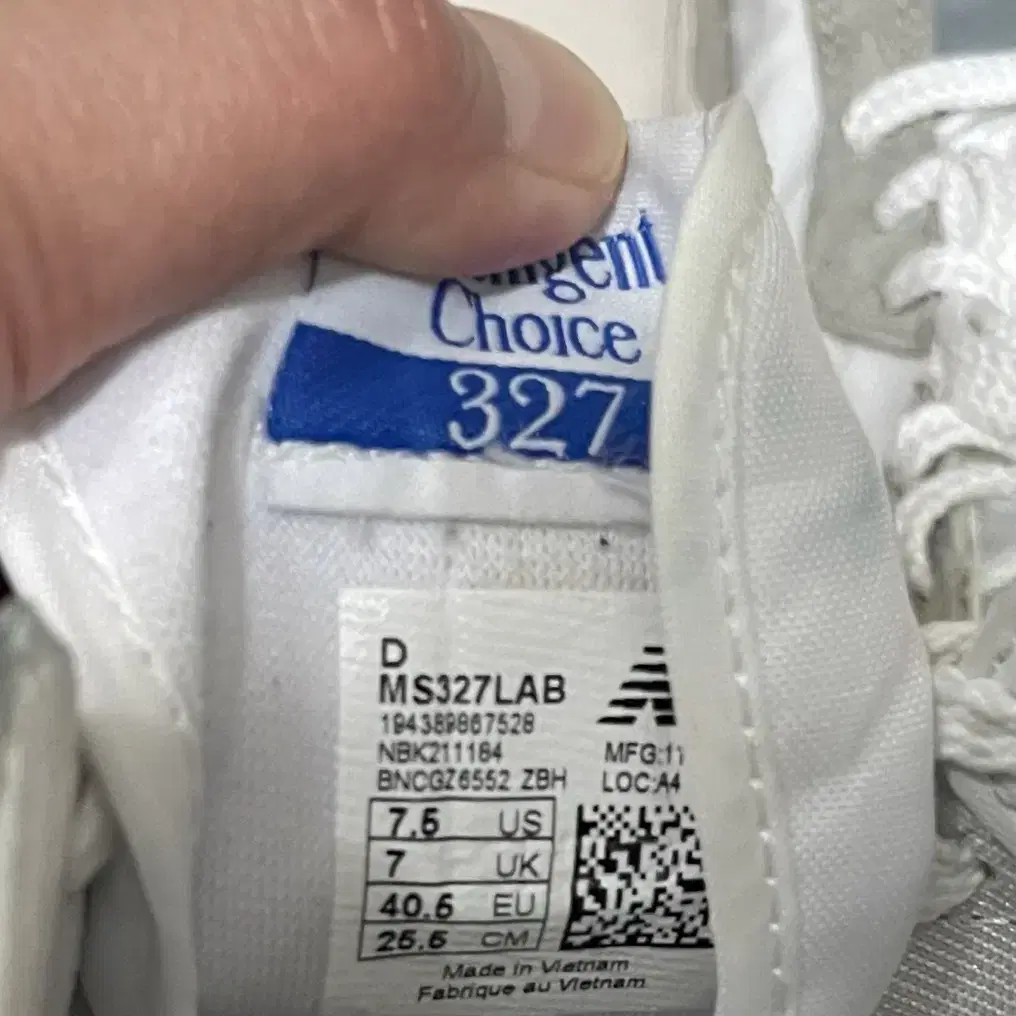 Choice
327
D
MS327LAB
194389867528
NBK211184
BNCGZ6552 ZBH
MFG:11
LOC:A4
7.5 US
7 UK
40.5 EU
25.5 CM
Made in Vietnam
Fabrique au Vietnam